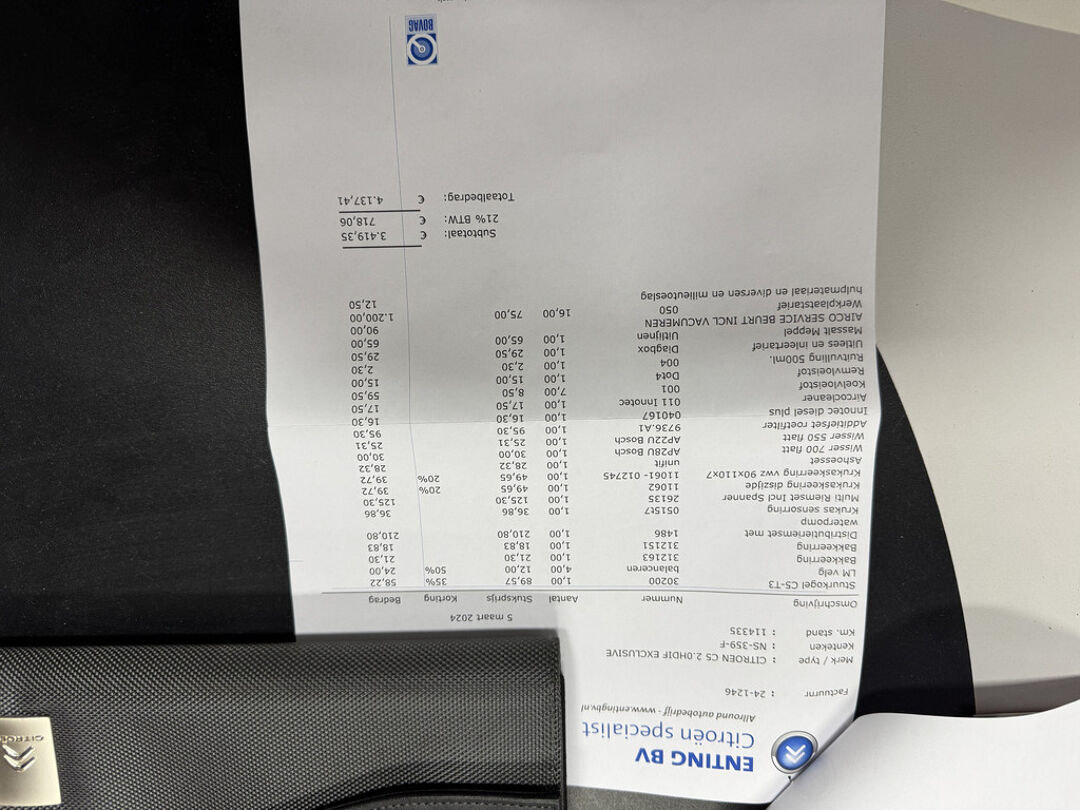 ENTING BV
Citroën specialist
Allround autobedrijf - www.entingbv.nl
Factuurnr : 24-1246
Merk / type : CITROEN C5 2.0HDIF EXCLUSIVE
Kenteken : NS-359-F
Km. stand : 114335
5 maart 2024
Omschrijving Nummer Aantal Stuksprijs Korting Bedrag
Stuurkogel C5-T3 30200 1,00 89,57 35% 58,22
LM velg balanceren 4,00 12,00 50% 24,00
Bakkkeerring 312163 1,00 21,30 21,30
Bakkeerring 312151 1,00 18,83 18,83
Distributieriemset met 1486 1,00 210,80 210,80
waterpomp
Krukas sensorring 0515t7 1,00 36,86 36,86
Multi Riemset Incl Spanner 26135 1,00 125,30 125,30
Krukaskeerring diszijde 11062 1,00 49,65 20% 39,72
Krukaskeerring vwz 90x110x7 11061- 012745 1,00 49,65 20% 39,72
Ashoesset unifit 1,00 28,32 28,32
Wisser 700 flatt AP28U Bosch 1,00 30,00 30,00
Wisser 550 flatt AP22U Bosch 1,00 25,31 25,31
Additiefset roetfilter 9736.A1 1,00 95,30 95,30
Innotec diesel plus 040167 1,00 16,30 16,30
Aircocleaner 011 Innotec 1,00 17,50 17,50
Koelvloeistof 001 7,00 8,50 59,50
Remvloeistof Dot4 1,00 15,00 15,00
Ruitvulling 500ml. 004 1,00 2,30 2,30
Uitlees en inleertarief Diagbox 1,00 29,50 29,50
Massalt Meppel Uitlijnen 1,00 65,00 65,00
AIRCO SERVICE BEURT INCL VACUMEREN 90,00
Werkplaatstarief 050 16,00 75,00 1.200,00
hulpmateriaal en diversen en milieutoeslag 12,50
Subtotaal: € 3.419,35
21% BTW: € 718,06
Totaalbedrag: € 4.137,41
BOVAG
CITROËN